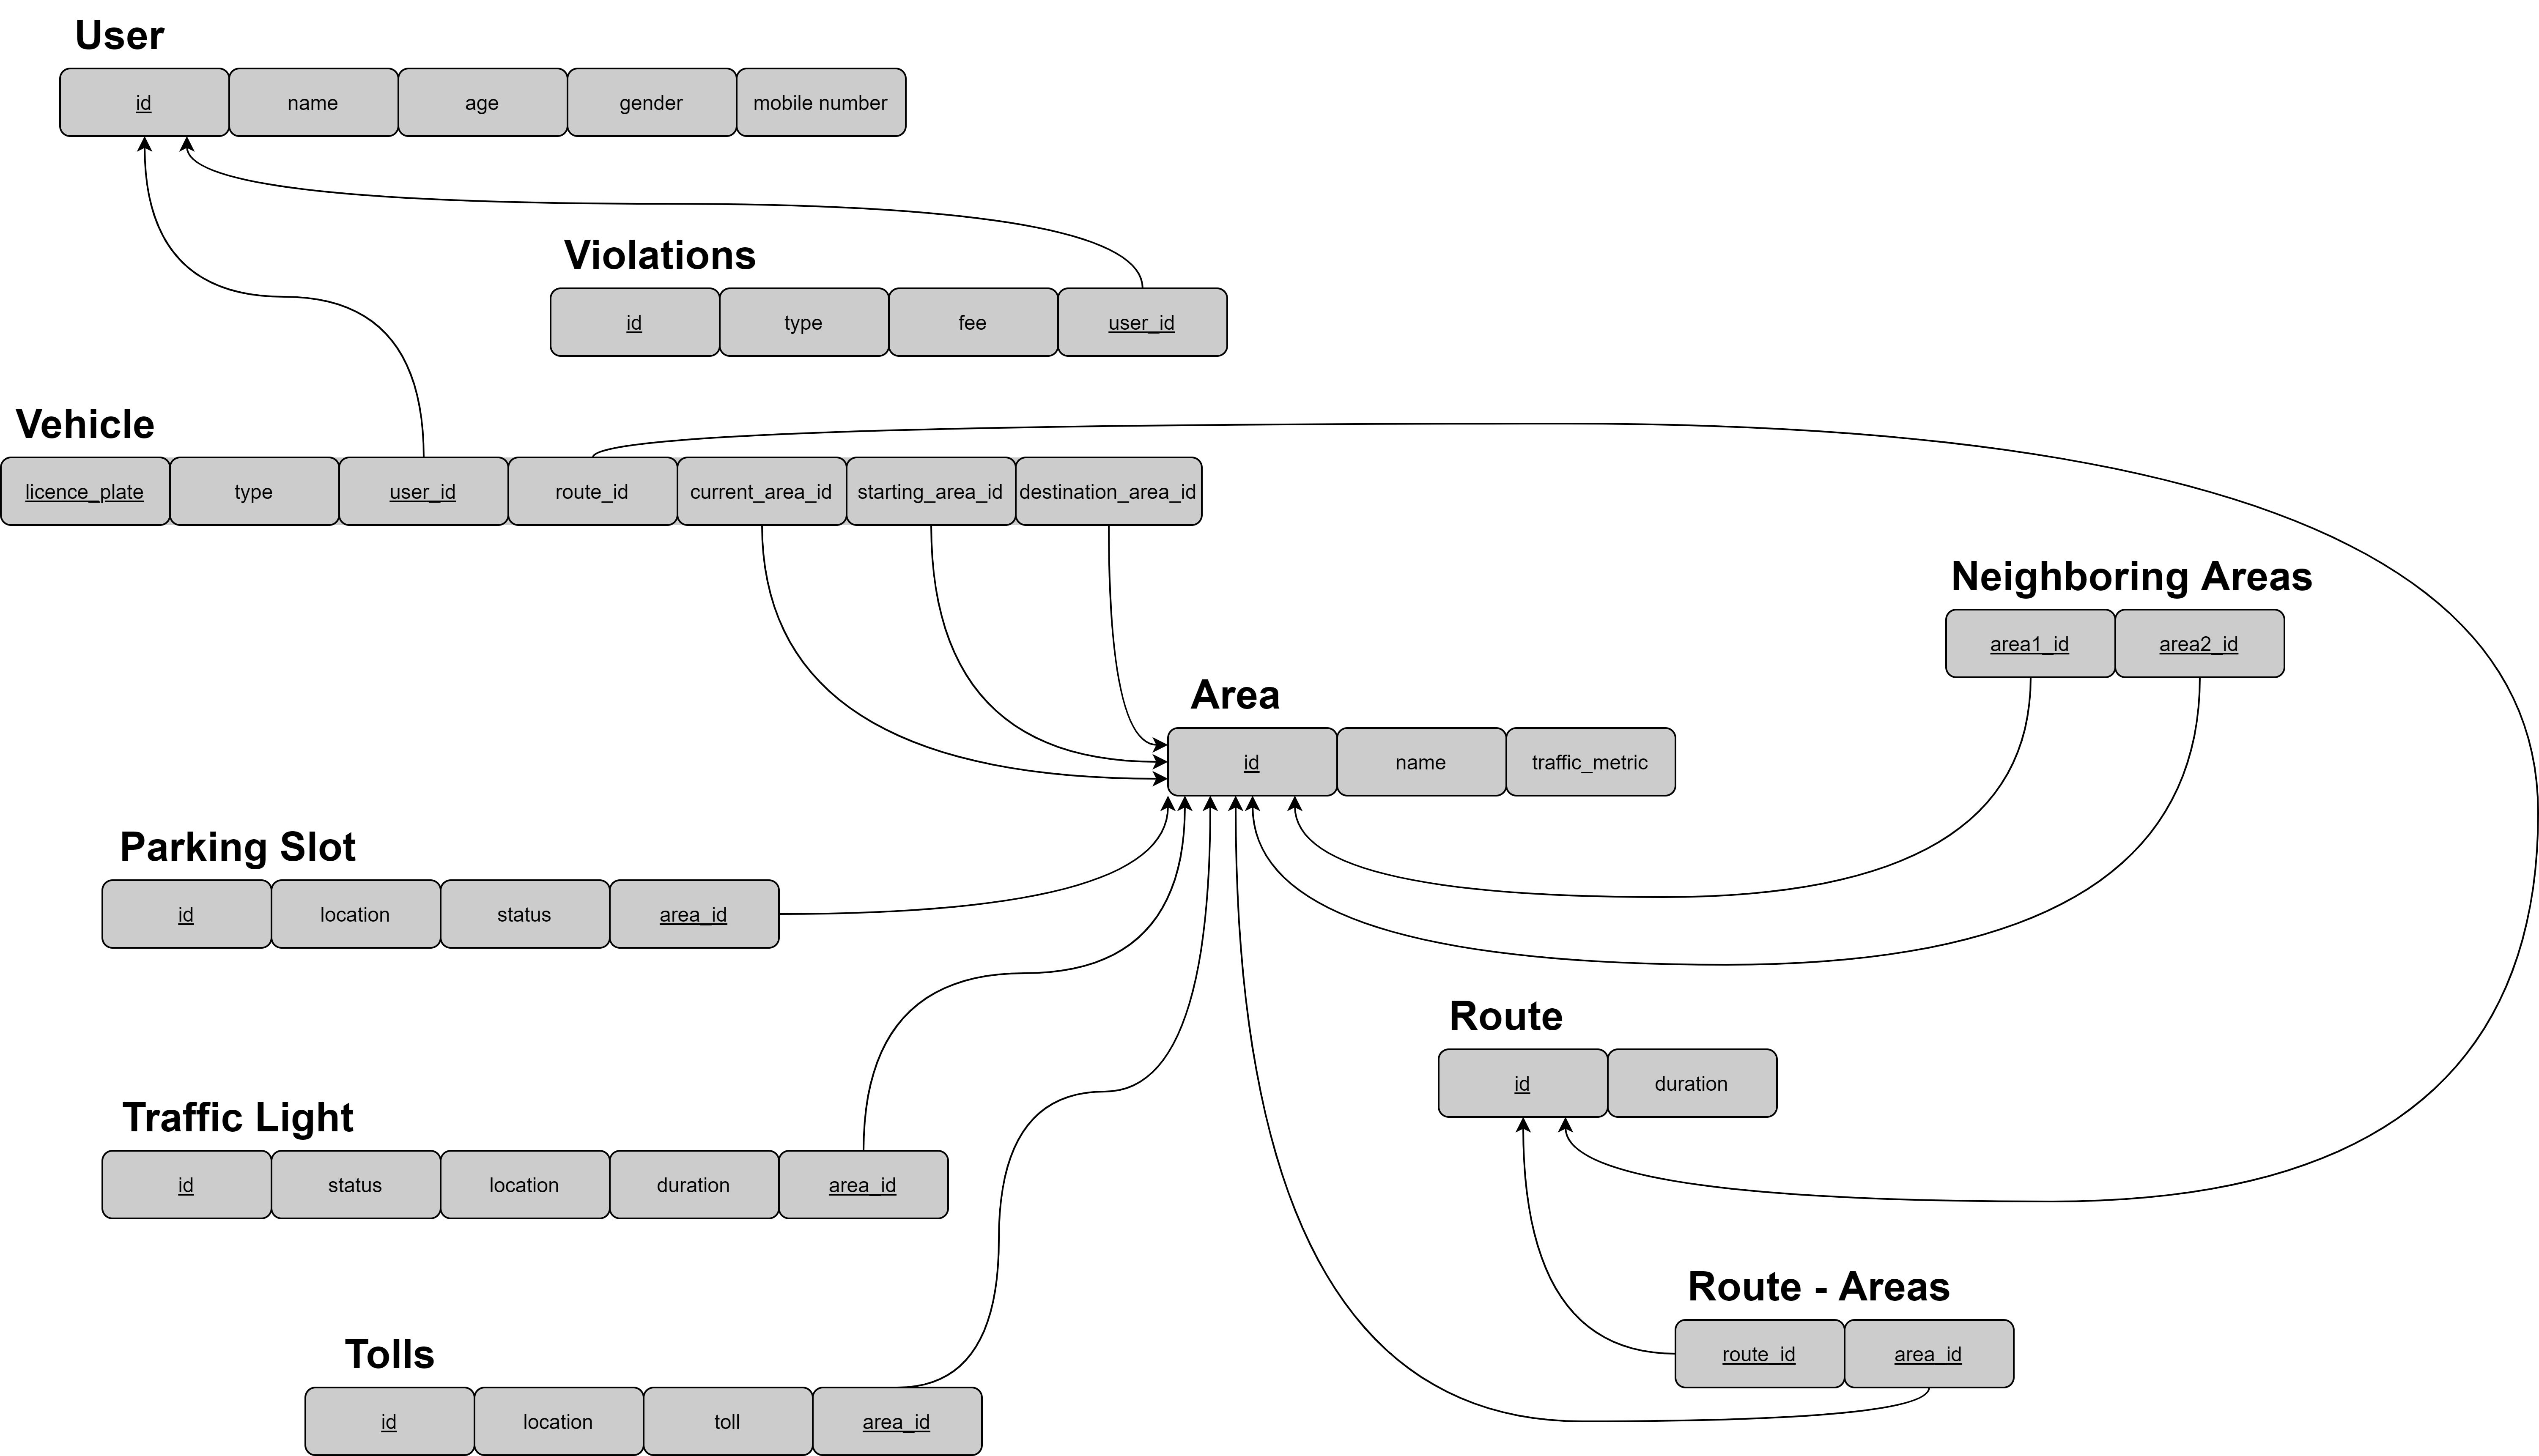 User
id name age gender mobile number
Violations
id type fee user_id
Vehicle
licence_plate type user_id route_id current_area_id starting_area_id destination_area_id
Neighboring Areas
area1_id area2_id
Area
id name traffic_metric
Parking Slot
id location status area_id
Route
id duration
Traffic Light
id status location duration area_id
Route - Areas
route_id area_id
Tolls
id location toll area_id